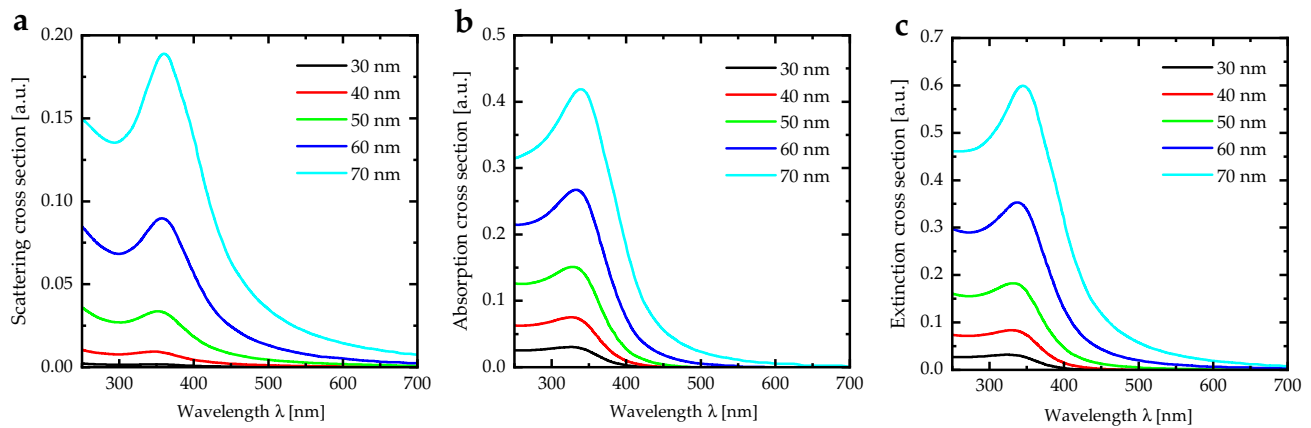 a
0.20
0.15
0.10
0.05
0.00
Scattering cross section [a.u.]
30 nm
40 nm
50 nm
60 nm
70 nm
300 400 500 600 700
Wavelength λ [nm]
b
0.5
0.4
0.3
0.2
0.1
0.0
Absorption cross section [a.u.]
30 nm
40 nm
50 nm
60 nm
70 nm
300 400 500 600 700
Wavelength λ [nm]
c
0.7
0.6
0.5
0.4
0.3
0.2
0.1
0.0
Extinction cross section [a.u.]
30 nm
40 nm
50 nm
60 nm
70 nm
300 400 500 600 700
Wavelength λ [nm]